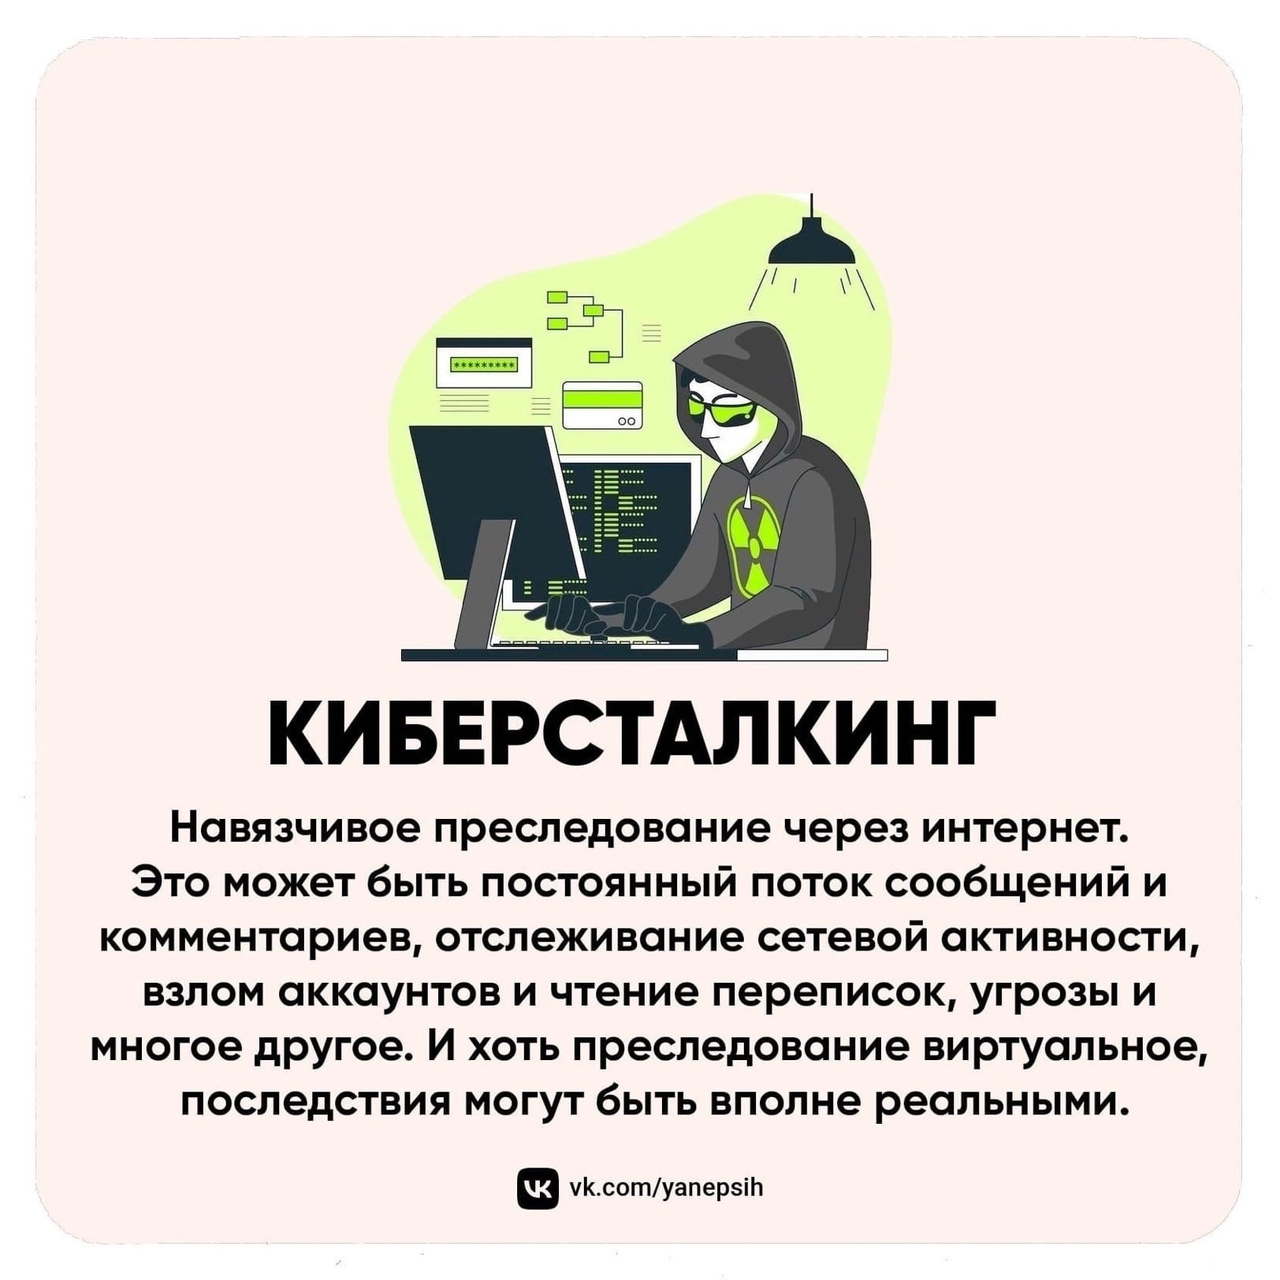 *********
КИБЕРСТАЛКИНГ
Навязчивое преследование через интернет.
Это может быть постоянный поток сообщений и
комментариев, отслеживание сетевой активности,
взлом аккаунтов и чтение переписок, угрозы и
многое другое. И хоть преследование виртуальное,
последствия могут быть вполне реальными.
vk.com/yanepsih